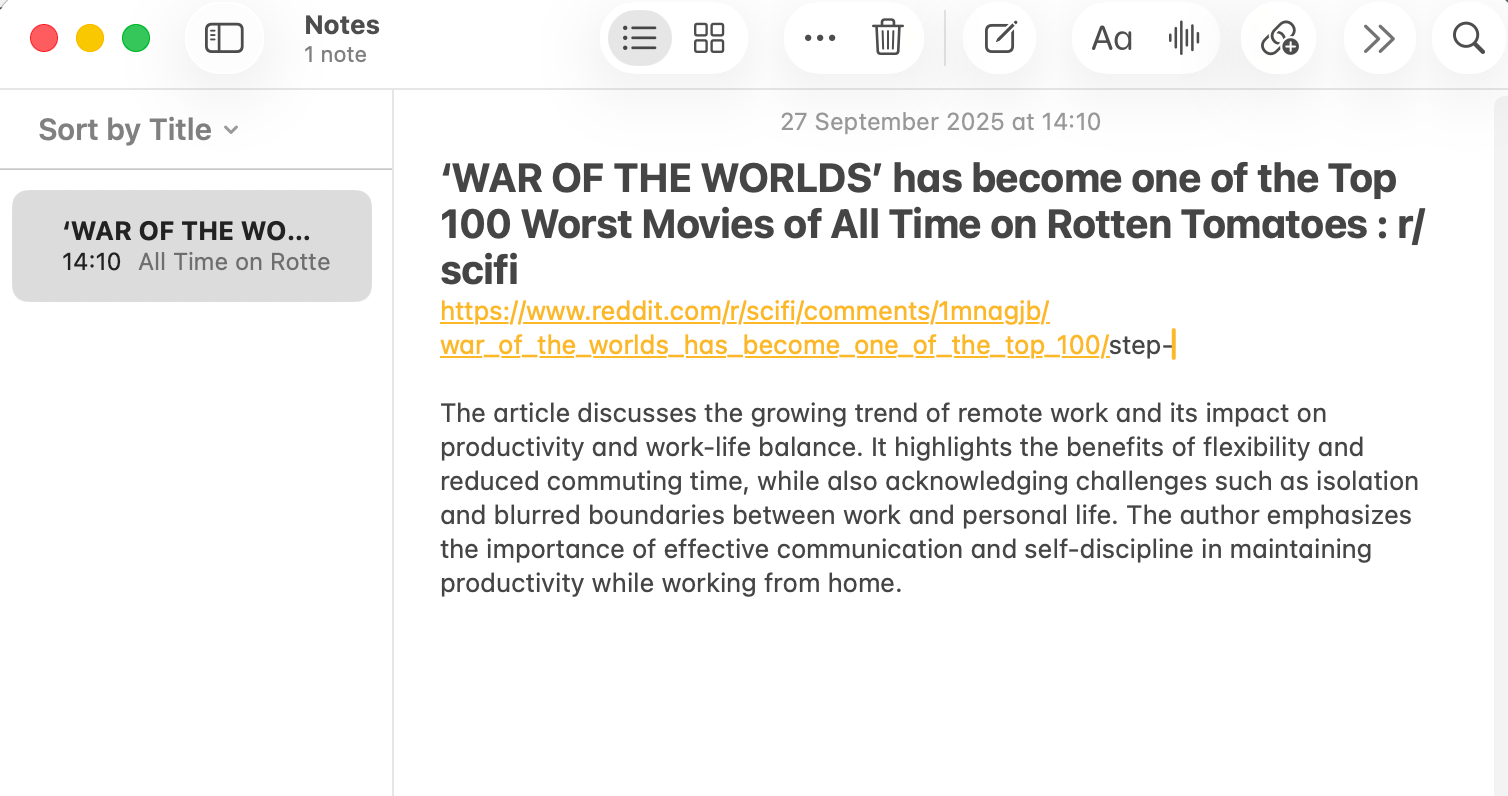 Notes
1 note
Aa
Sort by Title
‘WAR OF THE WO...
14:10 All Time on Rotte
27 September 2025 at 14:10
‘WAR OF THE WORLDS’ has become one of the Top
100 Worst Movies of All Time on Rotten Tomatoes : r/
scifi
https://www.reddit.com/r/scifi/comments/1mnagjb/
war_of_the_worlds_has_become_one_of_the_top_100/step-
The article discusses the growing trend of remote work and its impact on
productivity and work-life balance. It highlights the benefits of flexibility and
reduced commuting time, while also acknowledging challenges such as isolation
and blurred boundaries between work and personal life. The author emphasizes
the importance of effective communication and self-discipline in maintaining
productivity while working from home.